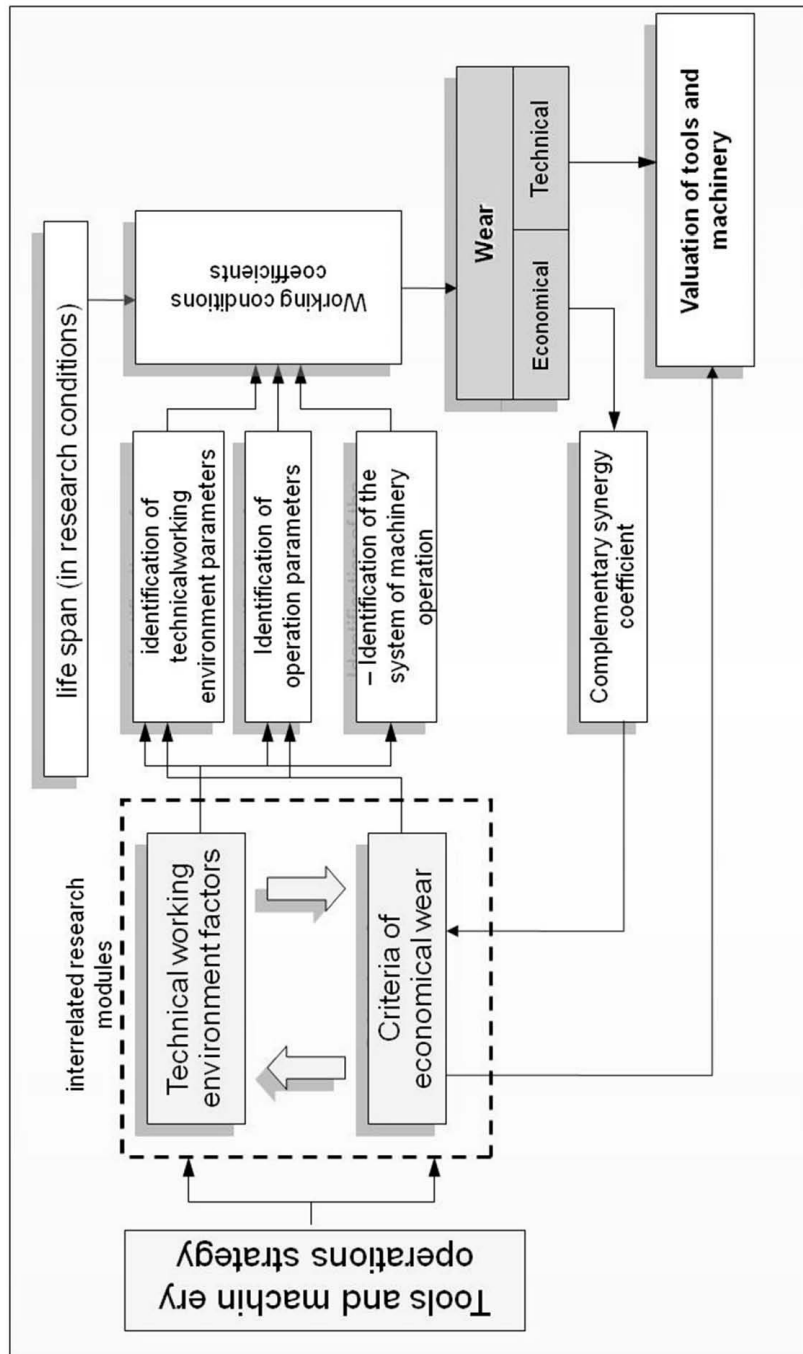 Tools and machin ery
operations strategy
interrelated research
modules
Technical working
environment factors
Criteria of
economical wear
life span (in research conditions)
identification of
technicalworking
environment parameters
Identification of
operation parameters
– Identification of the
system of machinery
operation
Working conditions
coefficients
Wear
Economical
Technical
Complementary synergy
coefficient
Valuation of tools and
machinery